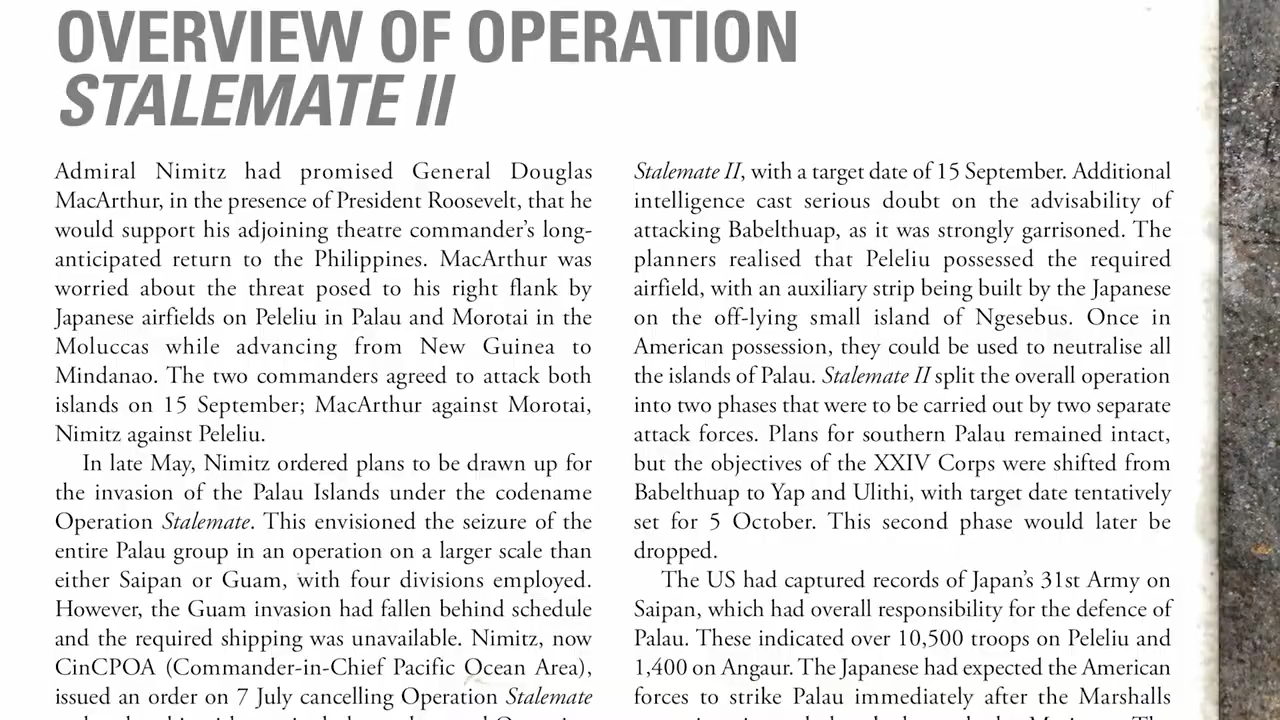 OVERVIEW OF OPERATION
STALEMATE II
Admiral Nimitz had promised General Douglas
MacArthur, in the presence of President Roosevelt, that he
would support his adjoining theatre commander’s long-
anticipated return to the Philippines. MacArthur was
worried about the threat posed to his right flank by
Japanese airfields on Peleliu in Palau and Morotai in the
Moluccas while advancing from New Guinea to
Mindanao. The two commanders agreed to attack both
islands on 15 September; MacArthur against Morotai,
Nimitz against Peleliu.
In late May, Nimitz ordered plans to be drawn up for
the invasion of the Palau Islands under the codename
Operation Stalemate. This envisioned the seizure of the
entire Palau group in an operation on a larger scale than
either Saipan or Guam, with four divisions employed.
However, the Guam invasion had fallen behind schedule
and the required shipping was unavailable. Nimitz, now
CinCPOA (Commander-in-Chief Pacific Ocean Area),
issued an order on 7 July cancelling Operation Stalemate
Stalemate II, with a target date of 15 September. Additional
intelligence cast serious doubt on the advisability of
attacking Babelthuap, as it was strongly garrisoned. The
planners realised that Peleliu possessed the required
airfield, with an auxiliary strip being built by the Japanese
on the off-lying small island of Ngesebus. Once in
American possession, they could be used to neutralise all
the islands of Palau. Stalemate II split the overall operation
into two phases that were to be carried out by two separate
attack forces. Plans for southern Palau remained intact,
but the objectives of the XXIV Corps were shifted from
Babelthuap to Yap and Ulithi, with target date tentatively
set for 5 October. This second phase would later be
dropped.
The US had captured records of Japan’s 31st Army on
Saipan, which had overall responsibility for the defence of
Palau. These indicated over 10,500 troops on Peleliu and
1,400 on Angaur. The Japanese had expected the American
forces to strike Palau immediately after the Marshalls